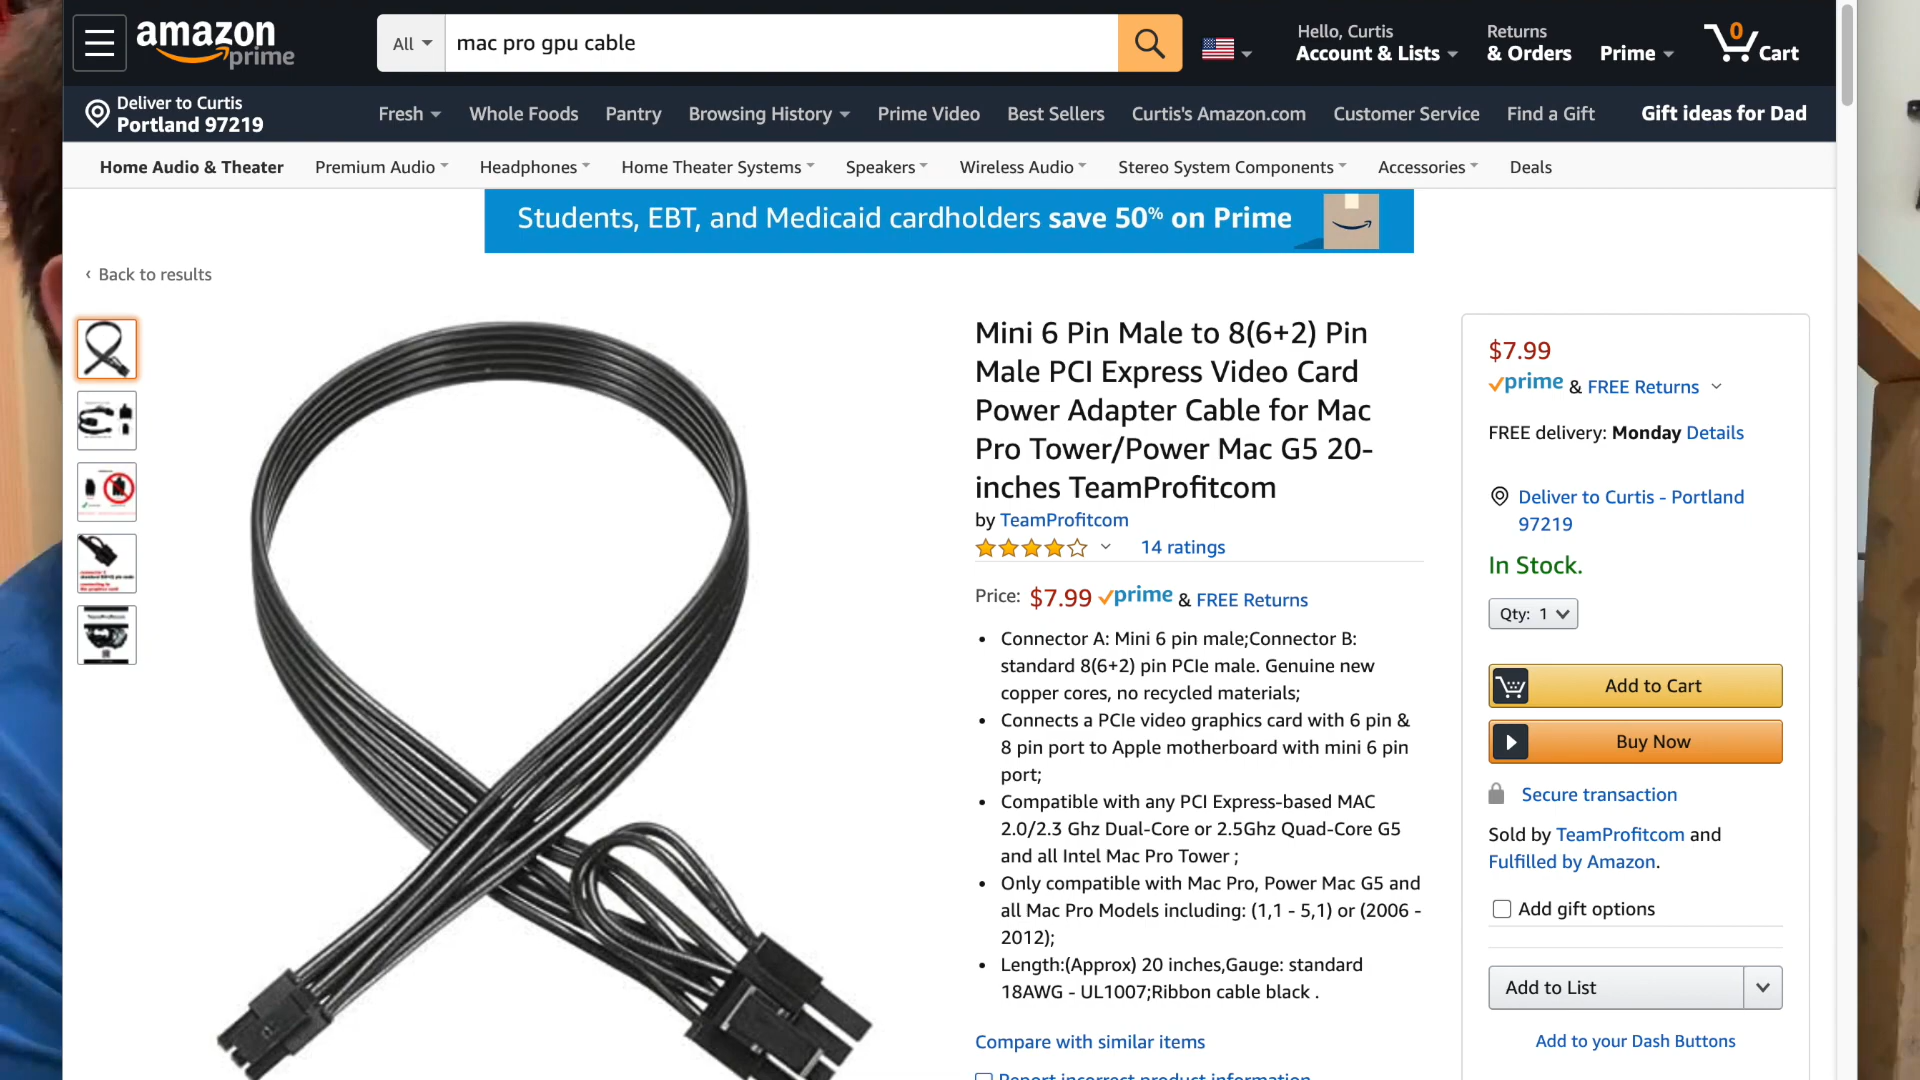 amazon
prime
All
mac pro gpu cable
Hello, Curtis
Account & Lists
Returns
& Orders
Prime
0
Cart
Deliver to Curtis
Portland 97219
Fresh
Whole Foods
Pantry
Browsing History
Prime Video
Best Sellers
Curtis's Amazon.com
Customer Service
Find a Gift
Gift ideas for Dad
Home Audio & Theater
Premium Audio
Headphones
Home Theater Systems
Speakers
Wireless Audio
Stereo System Components
Accessories
Deals
Students, EBT, and Medicaid cardholders save 50% on Prime
‹ Back to results
Mini 6 Pin Male to 8(6+2) Pin
Male PCI Express Video Card
Power Adapter Cable for Mac
Pro Tower/Power Mac G5 20-
inches TeamProfitcom
by TeamProfitcom
14 ratings
Price: $7.99 prime & FREE Returns
• Connector A: Mini 6 pin male;Connector B:
standard 8(6+2) pin PCIe male. Genuine new
copper cores, no recycled materials;
• Connects a PCIe video graphics card with 6 pin &
8 pin port to Apple motherboard with mini 6 pin
port;
• Compatible with any PCI Express-based MAC
2.0/2.3 Ghz Dual-Core or 2.5Ghz Quad-Core G5
and all Intel Mac Pro Tower ;
• Only compatible with Mac Pro, Power Mac G5 and
all Mac Pro Models including: (1,1 - 5,1) or (2006 -
2012);
• Length:(Approx) 20 inches,Gauge: standard
18AWG - UL1007;Ribbon cable black .
Compare with similar items
Report incorrect product information
$7.99
prime & FREE Returns
FREE delivery: Monday Details
Deliver to Curtis - Portland
97219
In Stock.
Qty: 1
Add to Cart
Buy Now
Secure transaction
Sold by TeamProfitcom and
Fulfilled by Amazon.
Add gift options
Add to List
Add to your Dash Buttons